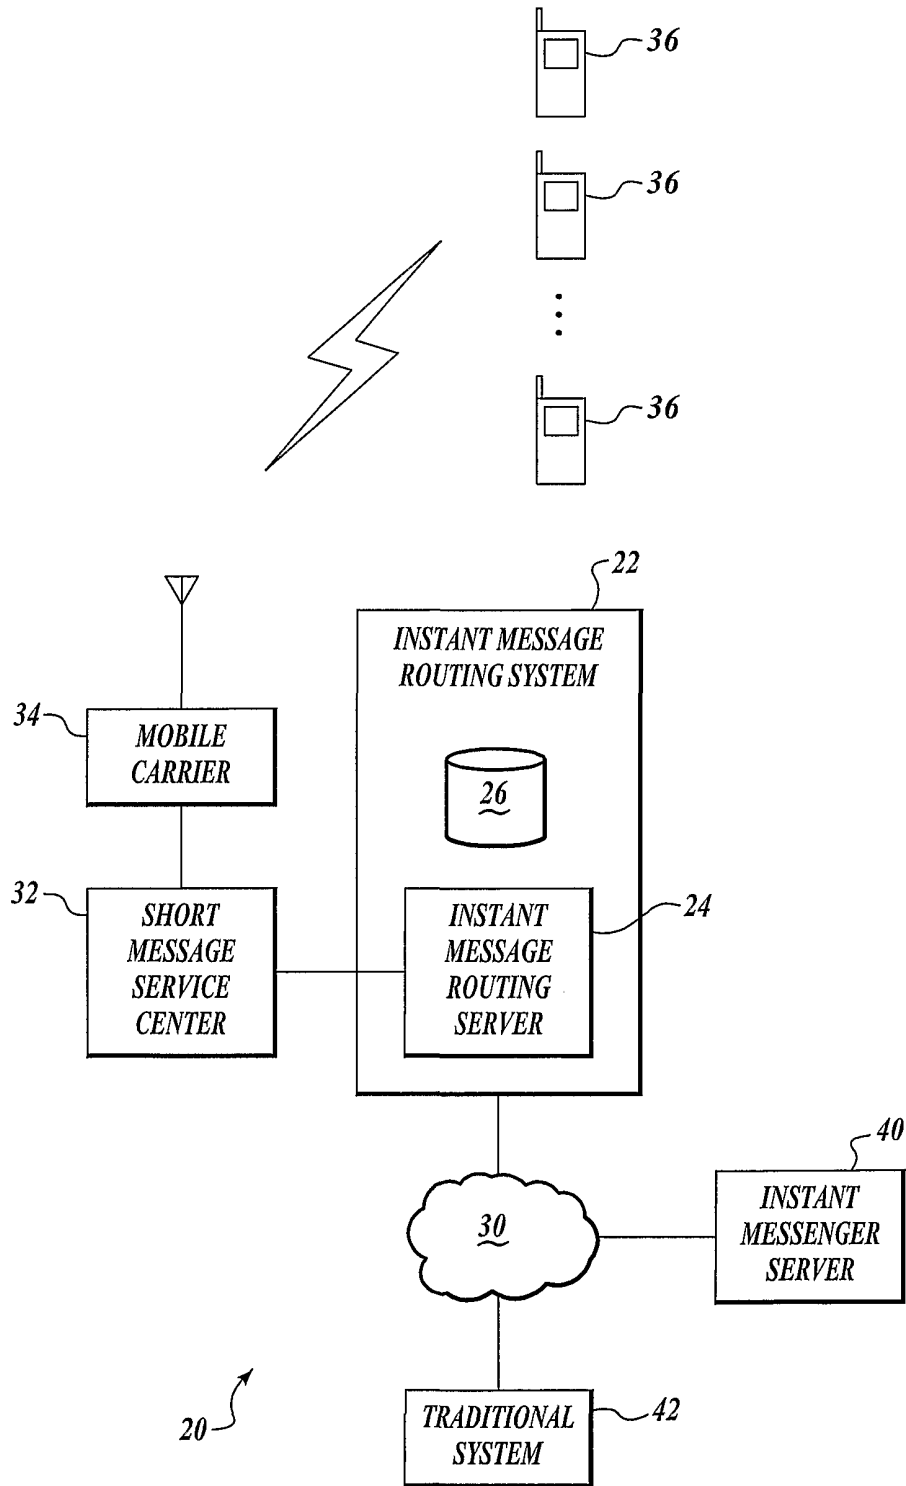 36
36
36
22
INSTANT MESSAGE
ROUTING SYSTEM
34
MOBILE
CARRIER
26
32
SHORT
MESSAGE
SERVICE
CENTER
INSTANT
MESSAGE
ROUTING
SERVER
24
40
INSTANT
MESSENGER
SERVER
30
20
TRADITIONAL
SYSTEM
42